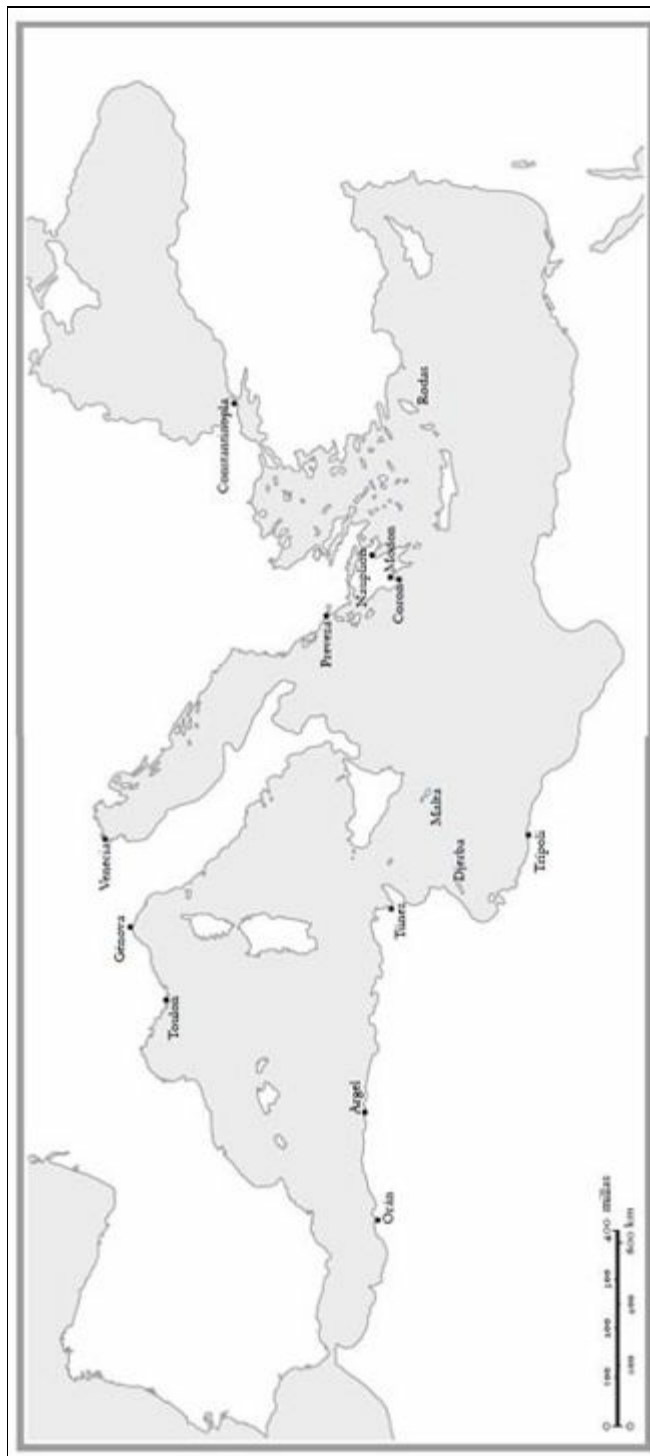 Constantinopla
Venecia
Génova
Toulon
Preveza
Nauplion
Modon
Coron
Rodas
Malta
Djerba
Túnez
Trípoli
Argel
Orán
400 millas
600 km